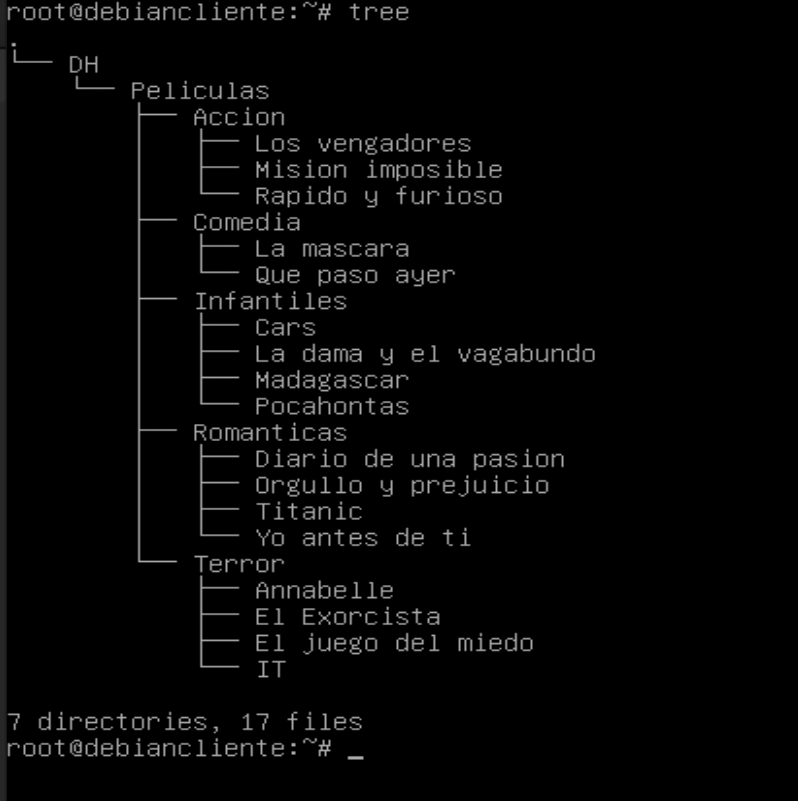 root@debiancliente:~# tree
.
└── DH
    └── Peliculas
        ├── Accion
        │   ├── Los vengadores
        │   ├── Mision imposible
        │   └── Rapido y furioso
        ├── Comedia
        │   ├── La mascara
        │   └── Que paso ayer
        ├── Infantiles
        │   ├── Cars
        │   ├── La dama y el vagabundo
        │   ├── Madagascar
        │   └── Pocahontas
        ├── Romanticas
        │   ├── Diario de una pasion
        │   ├── Orgullo y prejuicio
        │   ├── Titanic
        │   └── Yo antes de ti
        └── Terror
            ├── Annabelle
            ├── El Exorcista
            ├── El juego del miedo
            └── IT

7 directories, 17 files
root@debiancliente:~# _